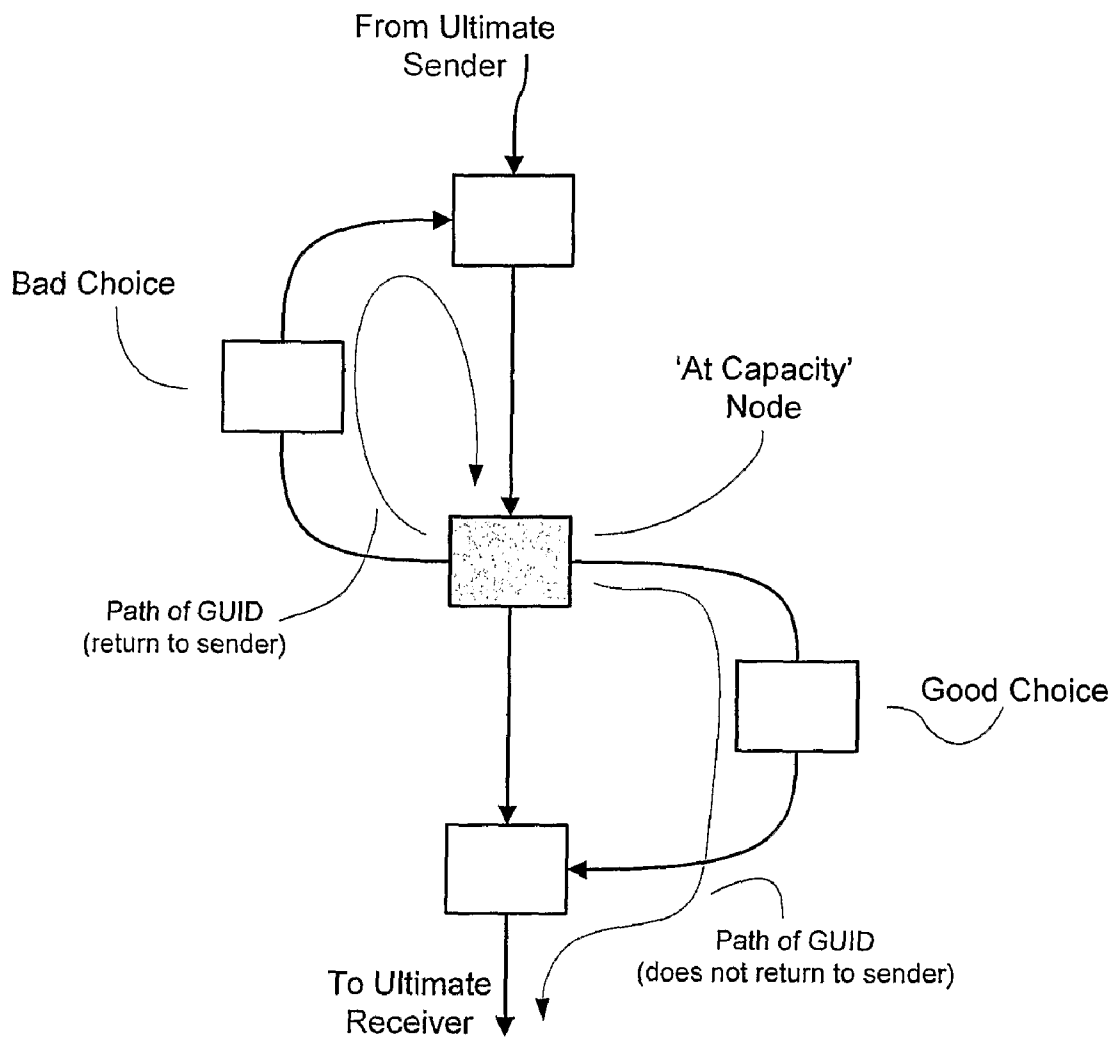 From Ultimate
Sender
Bad Choice
'At Capacity'
Node
Path of GUID
(return to sender)
Good Choice
Path of GUID
(does not return to sender)
To Ultimate
Receiver